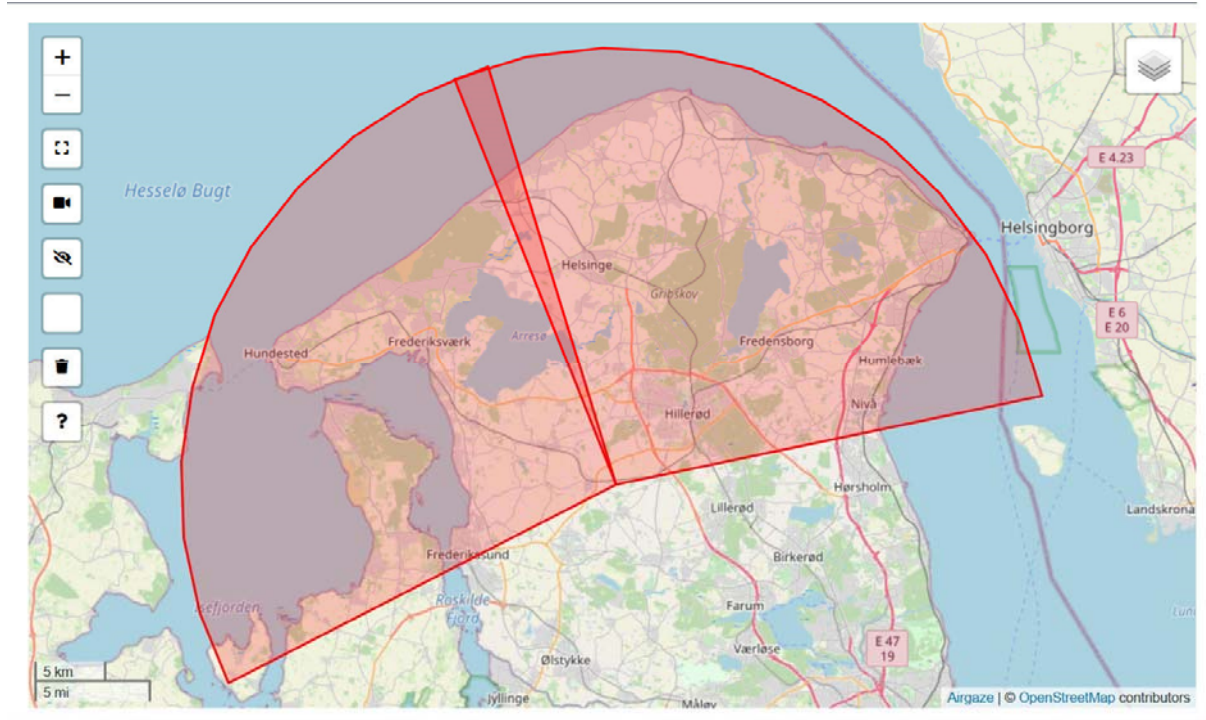 +
−
?
Hesselø Bugt
E 4.23
Helsingborg
Helsinge
Gribskov
E 6
E 20
Arresø
Frederiksværk
Hundested
Fredensborg
Humlebæk
Nivå
Hillerød
Hørsholm
Lillerød
Landskrona
Frederikssund
Birkerød
Isefjorden
Roskilde
Fjord
Farum
Værløse
E 47
19
Ølstykke
5 km
5 mi
Jyllinge
Måløv
Airgaze | © OpenStreetMap contributors